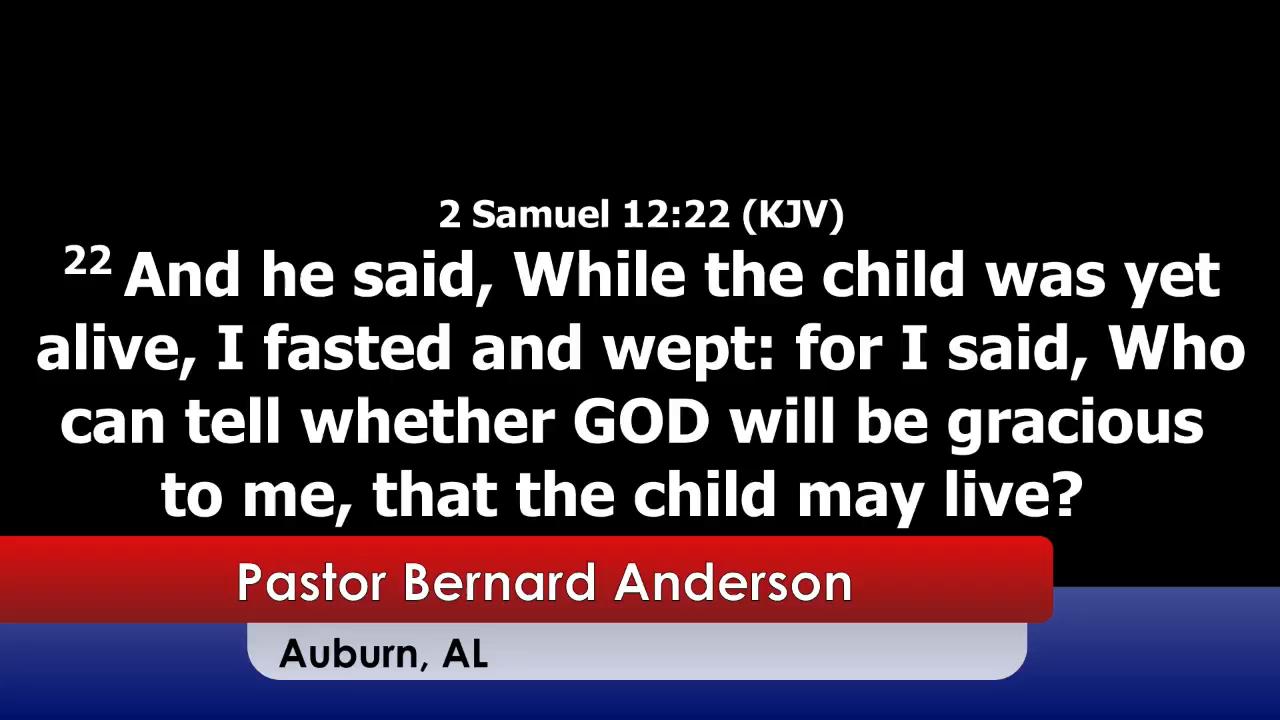 2 Samuel 12:22 (KJV)
22 And he said, While the child was yet
alive, I fasted and wept: for I said, Who
can tell whether GOD will be gracious
to me, that the child may live?
Pastor Bernard Anderson
Auburn, AL